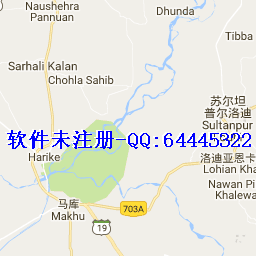 Naushehra
Pannuan
Dhunda
Tibba
Sarhali Kalan
Chohla Sahib
苏尔坦
普尔洛迪
Sultanpur
软件未注册-QQ:64445322
Harike
洛迪亚恩卡
Lohian Kha
Nawan Pi
Khalewa
马库
Makhu
703A
19